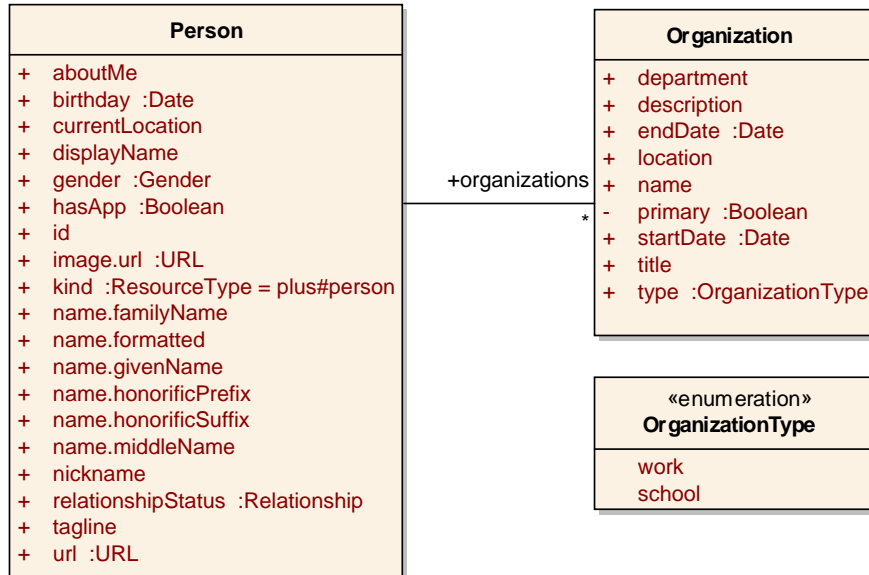 Person
+ aboutMe
+ birthday :Date
+ currentLocation
+ displayName
+ gender :Gender
+ hasApp :Boolean
+ id
+ image.url :URL
+ kind :ResourceType = plus#person
+ name.familyName
+ name.formatted
+ name.givenName
+ name.honorificPrefix
+ name.honorificSuffix
+ name.middleName
+ nickname
+ relationshipStatus :Relationship
+ tagline
+ url :URL
+organizations
*
Organization
+ department
+ description
+ endDate :Date
+ location
+ name
- primary :Boolean
+ startDate :Date
+ title
+ type :OrganizationType
«enumeration»
OrganizationType
work
school